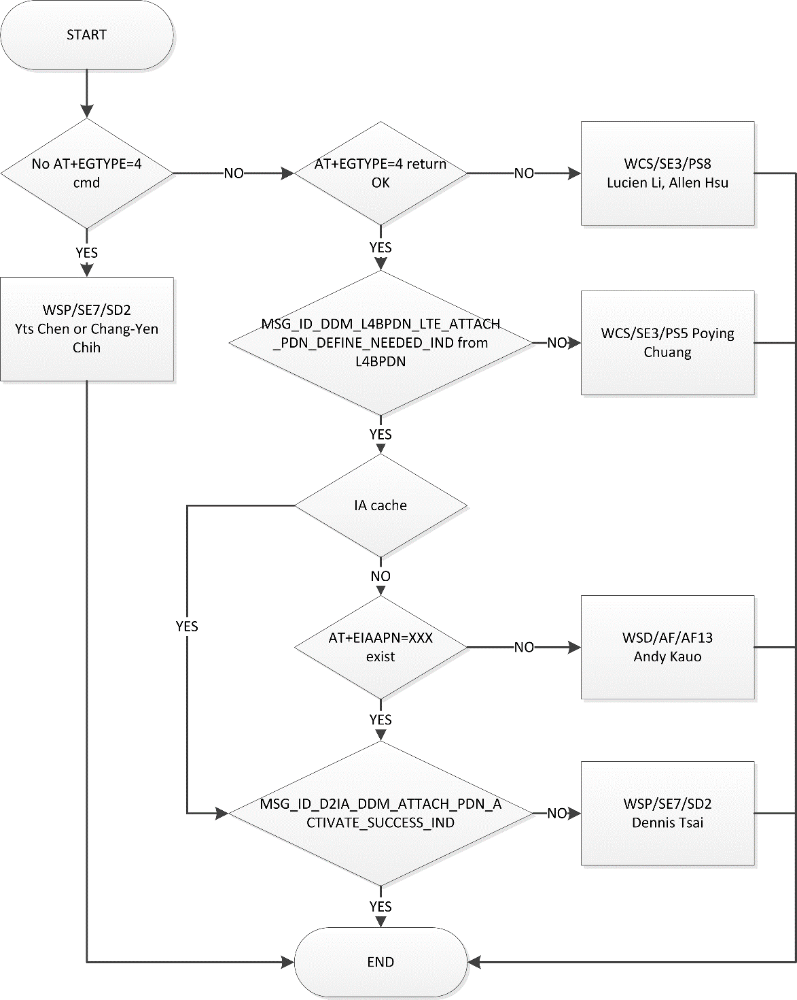 START
No AT+EGTYPE=4
cmd
NO
AT+EGTYPE=4 return
OK
NO
WCS/SE3/PS8
Lucien Li, Allen Hsu
YES
YES
WSP/SE7/SD2
Yts Chen or Chang-Yen
Chih
MSG_ID_DDM_L4BPDN_LTE_ATTACH
_PDN_DEFINE_NEEDED_IND from
L4BPDN
NO
WCS/SE3/PS5 Poying
Chuang
YES
IA cache
NO
YES
AT+EIAAPN=XXX
exist
NO
WSD/AF/AF13
Andy Kauo
YES
MSG_ID_D2IA_DDM_ATTACH_PDN_A
CTIVATE_SUCCESS_IND
NO
WSP/SE7/SD2
Dennis Tsai
YES
END